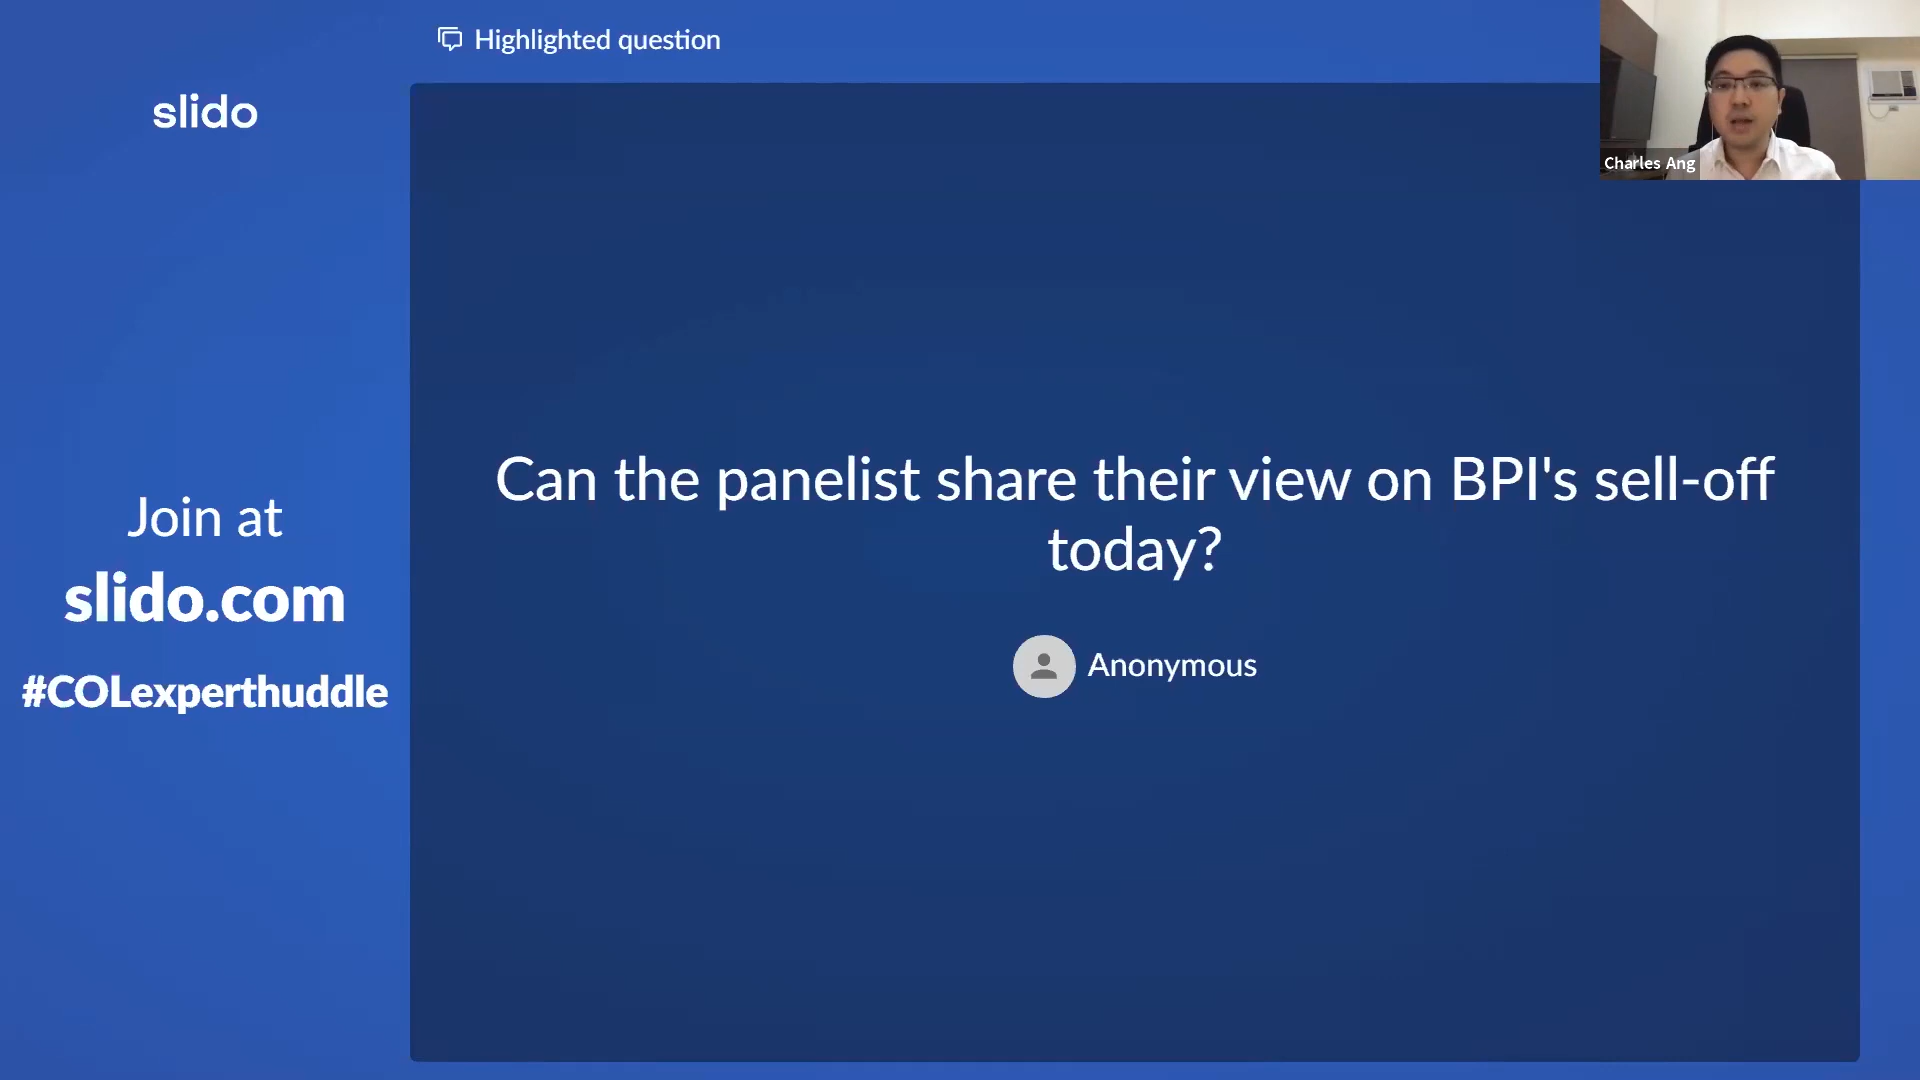 Highlighted question
slido
Charles Ang
Can the panelist share their view on BPI's sell-off
today?
Anonymous
Join at
slido.com
#COLexperthuddle